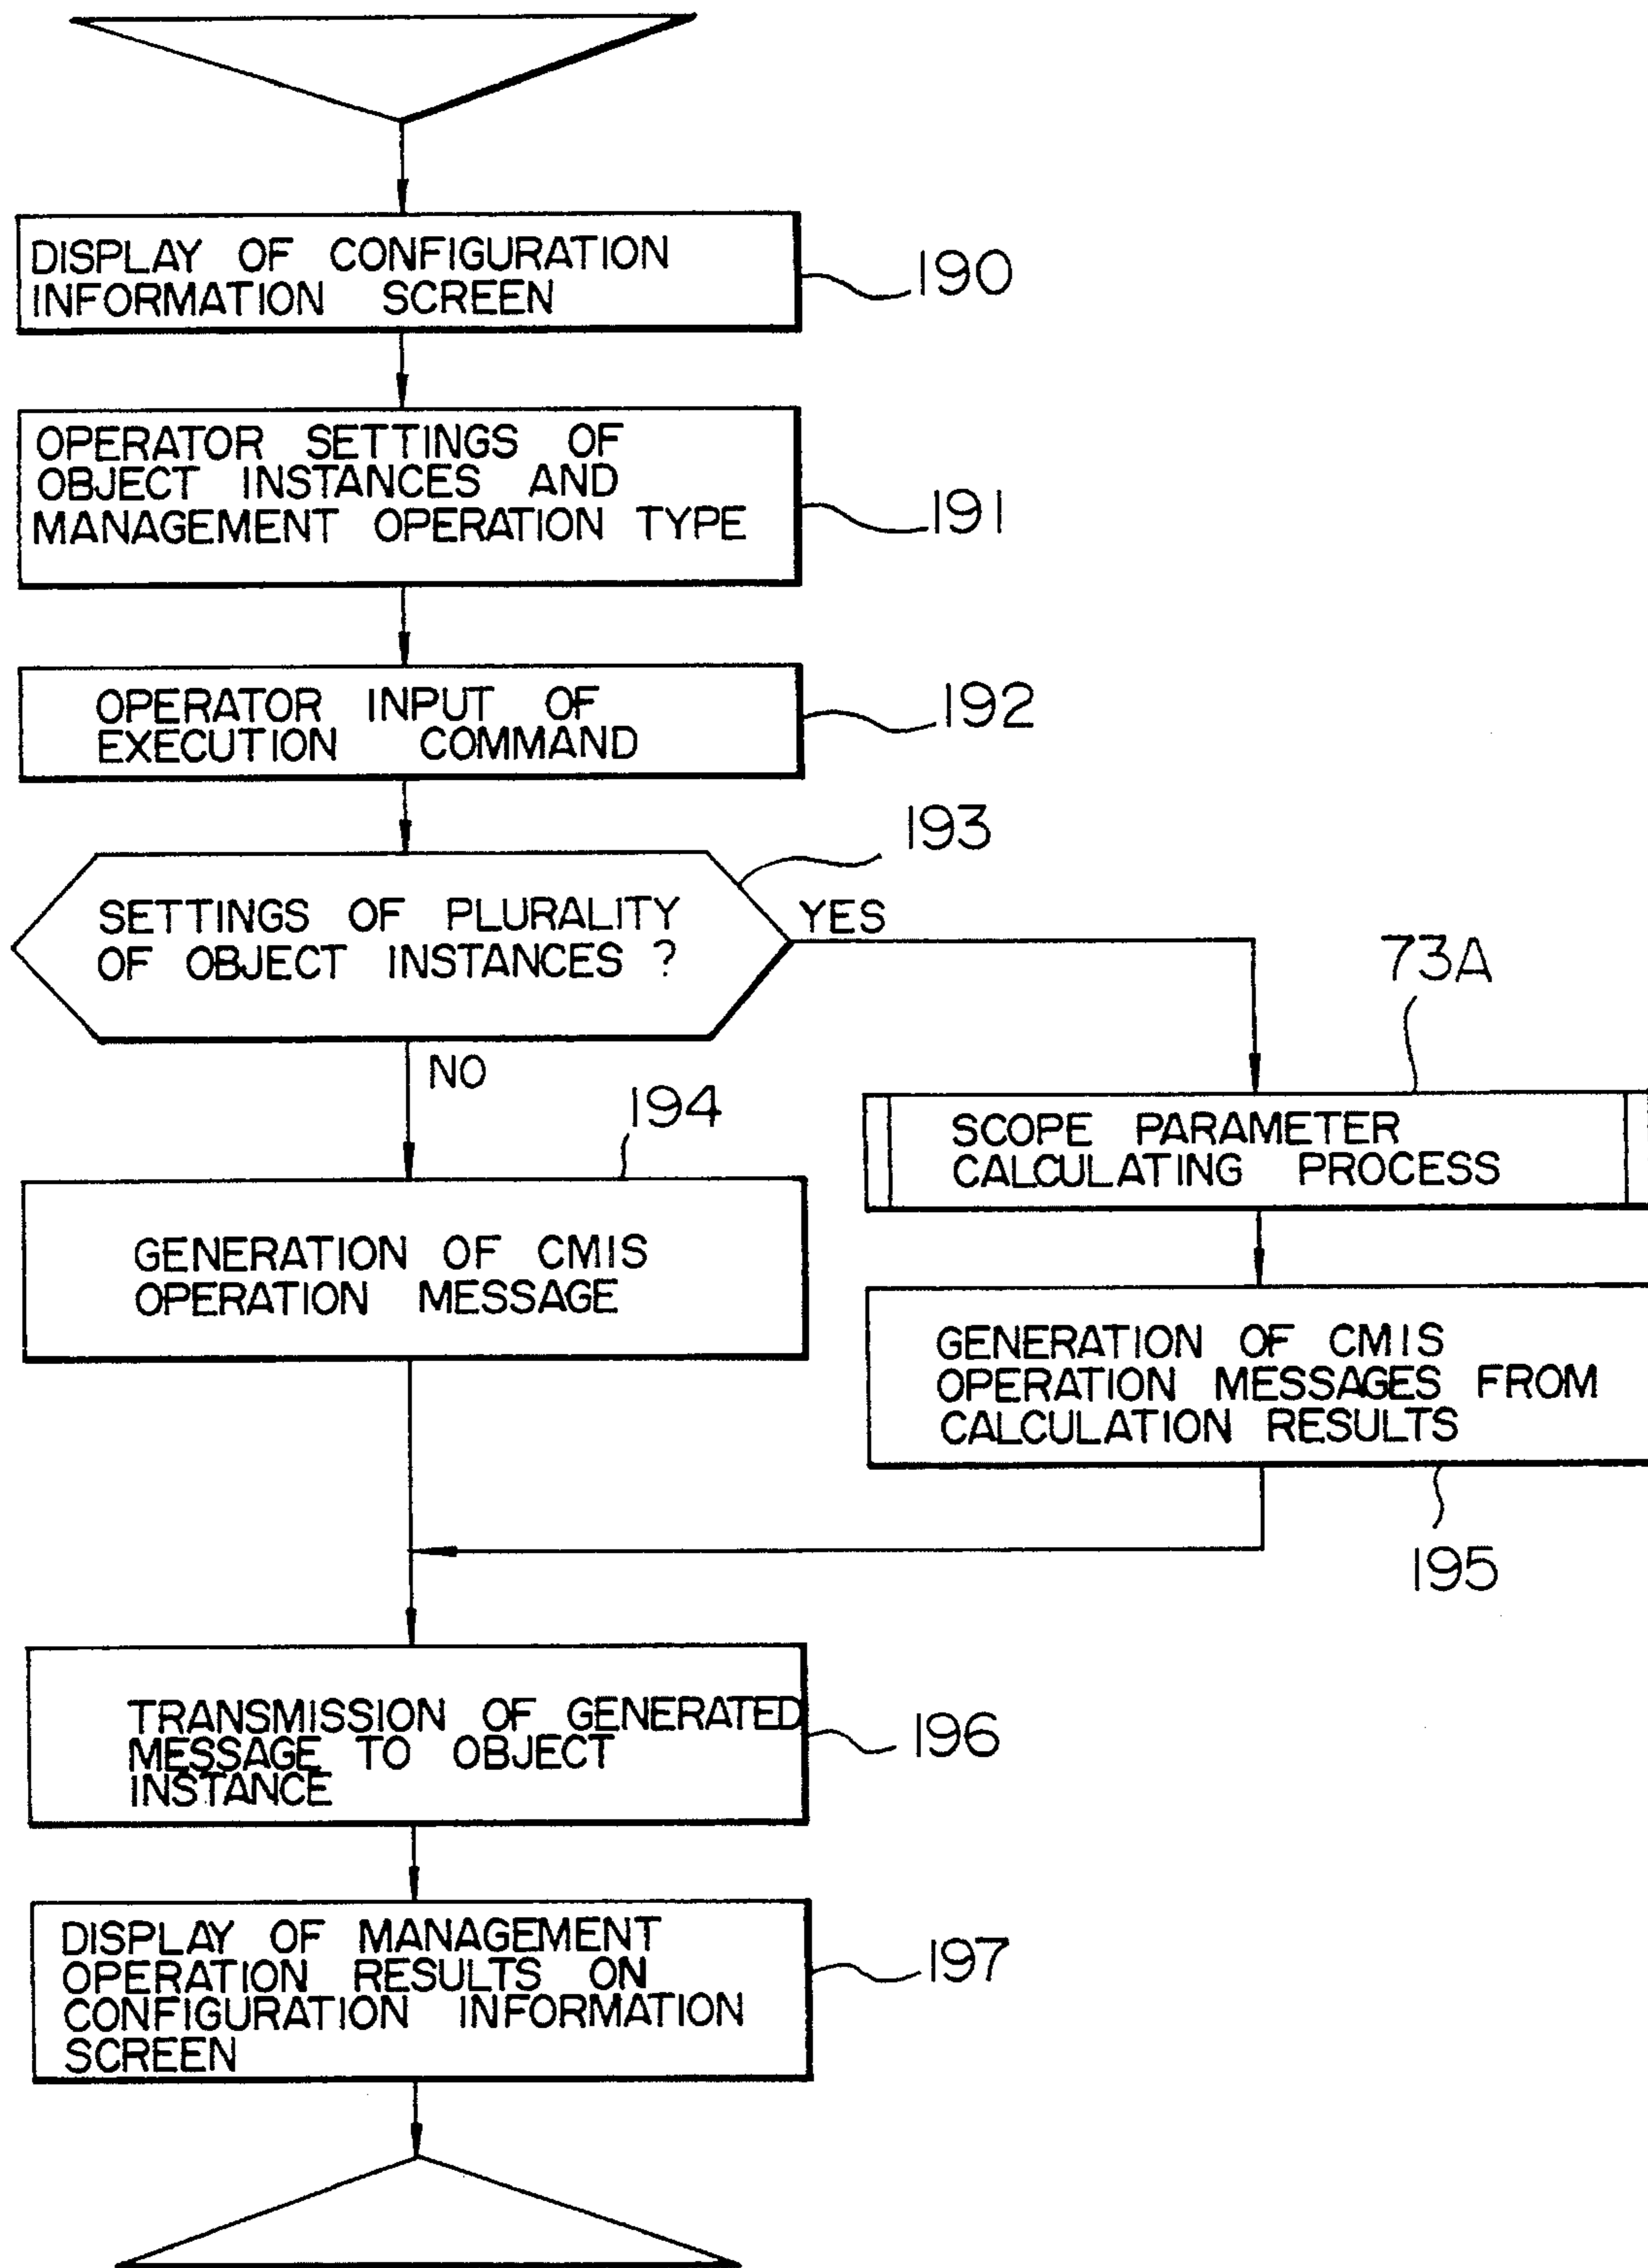 DISPLAY OF CONFIGURATION
INFORMATION SCREEN
190
OPERATOR SETTINGS OF
OBJECT INSTANCES AND
MANAGEMENT OPERATION TYPE
191
OPERATOR INPUT OF
EXECUTION COMMAND
192
193
SETTINGS OF PLURALITY
OF OBJECT INSTANCES ?
YES
NO
73A
SCOPE PARAMETER
CALCULATING PROCESS
194
GENERATION OF CMIS
OPERATION MESSAGE
GENERATION OF CMIS
OPERATION MESSAGES FROM
CALCULATION RESULTS
195
TRANSMISSION OF GENERATED
MESSAGE TO OBJECT
INSTANCE
196
DISPLAY OF MANAGEMENT
OPERATION RESULTS ON
CONFIGURATION INFORMATION
SCREEN
197